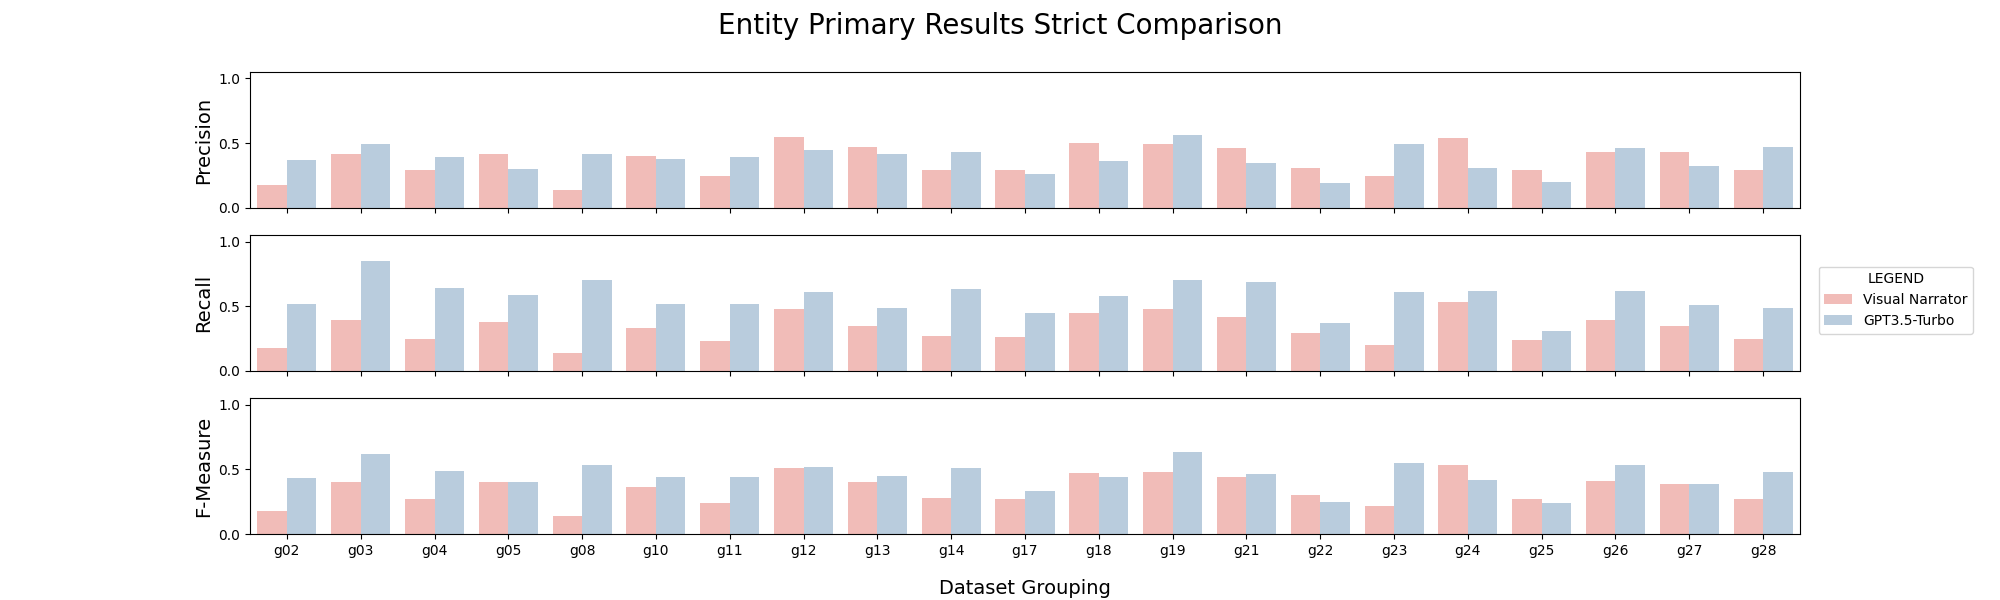 Entity Primary Results Strict Comparison
1.0
0.5
0.0
Precision
1.0
0.5
0.0
Recall
LEGEND
Visual Narrator
GPT3.5-Turbo
1.0
0.5
0.0
F-Measure
g02 g03 g04 g05 g08 g10 g11 g12 g13 g14 g17 g18 g19 g21 g22 g23 g24 g25 g26 g27 g28
Dataset Grouping